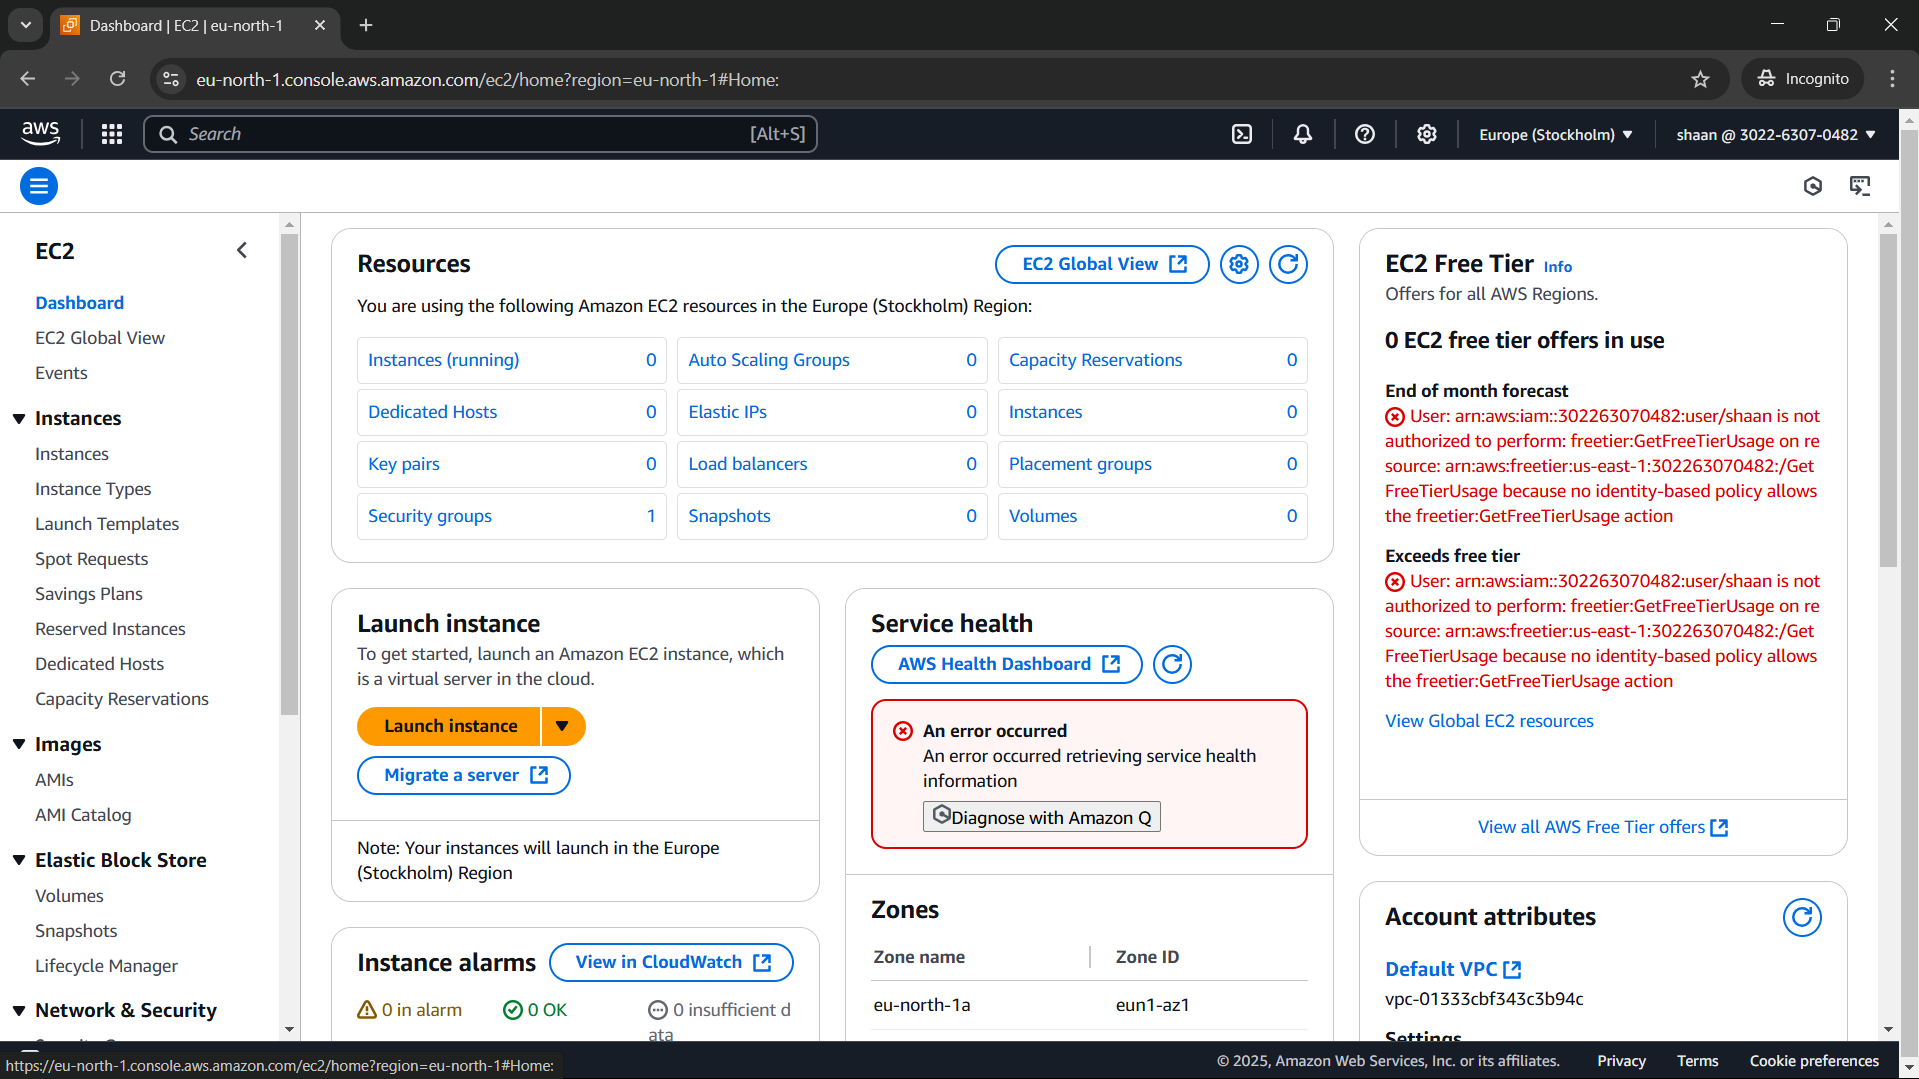 Dashboard | EC2 | eu-north-1
eu-north-1.console.aws.amazon.com/ec2/home?region=eu-north-1#Home:
Incognito
aws
Search
[Alt+S]
Europe (Stockholm)
shaan @ 3022-6307-0482
EC2
Dashboard
EC2 Global View
Events
Instances
Instances
Instance Types
Launch Templates
Spot Requests
Savings Plans
Reserved Instances
Dedicated Hosts
Capacity Reservations
Images
AMIs
AMI Catalog
Elastic Block Store
Volumes
Snapshots
Lifecycle Manager
Network & Security
Resources
EC2 Global View
You are using the following Amazon EC2 resources in the Europe (Stockholm) Region:
Instances (running) 0
Auto Scaling Groups 0
Capacity Reservations 0
Dedicated Hosts 0
Elastic IPs 0
Instances 0
Key pairs 0
Load balancers 0
Placement groups 0
Security groups 1
Snapshots 0
Volumes 0
Launch instance
To get started, launch an Amazon EC2 instance, which
is a virtual server in the cloud.
Launch instance
Migrate a server
Note: Your instances will launch in the Europe
(Stockholm) Region
Instance alarms
View in CloudWatch
0 in alarm
0 OK
0 insufficient d
ata
Service health
AWS Health Dashboard
An error occurred
An error occurred retrieving service health
information
Diagnose with Amazon Q
Zones
Zone name
Zone ID
eu-north-1a
eun1-az1
EC2 Free Tier Info
Offers for all AWS Regions.
0 EC2 free tier offers in use
End of month forecast
User: arn:aws:iam::302263070482:user/shaan is not
authorized to perform: freetier:GetFreeTierUsage on re
source: arn:aws:freetier:us-east-1:302263070482:/Get
FreeTierUsage because no identity-based policy allows
the freetier:GetFreeTierUsage action
Exceeds free tier
User: arn:aws:iam::302263070482:user/shaan is not
authorized to perform: freetier:GetFreeTierUsage on re
source: arn:aws:freetier:us-east-1:302263070482:/Get
FreeTierUsage because no identity-based policy allows
the freetier:GetFreeTierUsage action
View Global EC2 resources
View all AWS Free Tier offers
Account attributes
Default VPC
vpc-01333cbf343c3b94c
Settings
https://eu-north-1.console.aws.amazon.com/ec2/home?region=eu-north-1#Home:
© 2025, Amazon Web Services, Inc. or its affiliates.
Privacy
Terms
Cookie preferences